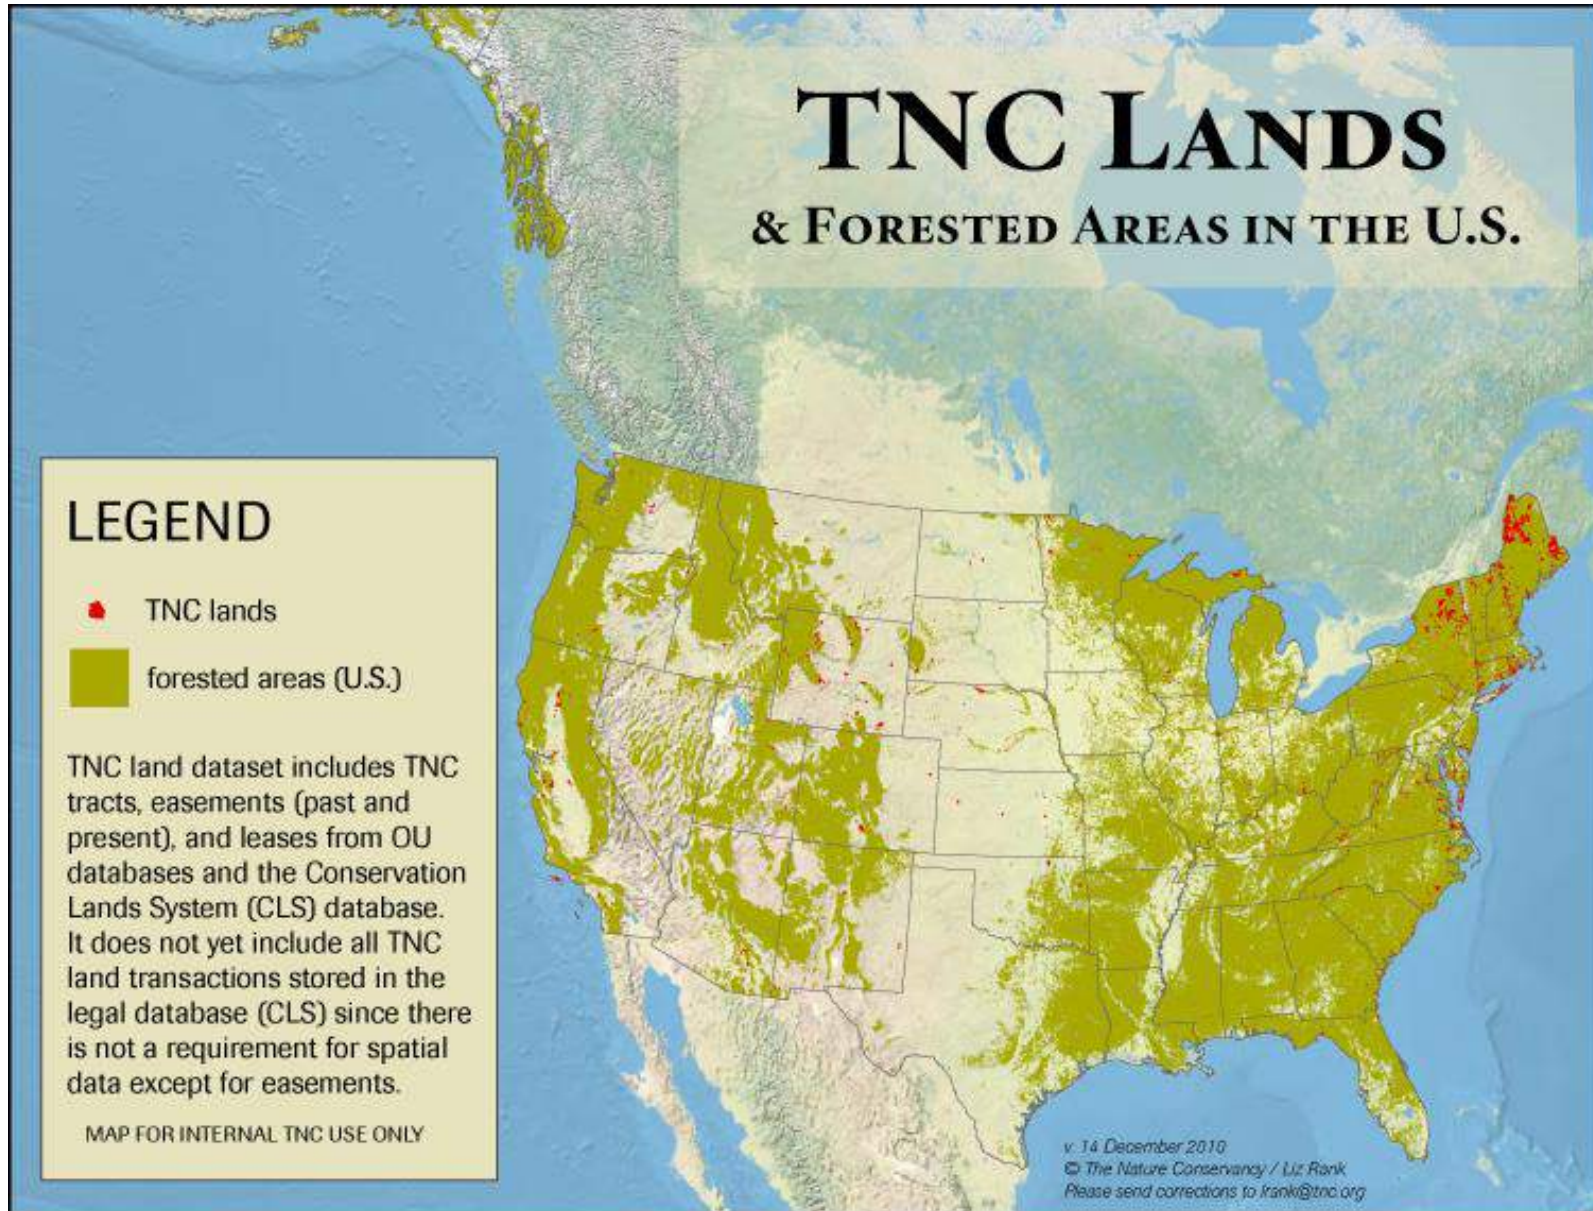 TNC LANDS
& FORESTED AREAS IN THE U.S.
LEGEND
TNC lands
forested areas (U.S.)
TNC land dataset includes TNC
tracts, easements (past and
present), and leases from OU
databases and the Conservation
Lands System (CLS) database.
It does not yet include all TNC
land transactions stored in the
legal database (CLS) since there
is not a requirement for spatial
data except for easements.
MAP FOR INTERNAL TNC USE ONLY
v. 14 December 2010
© The Nature Conservancy / Liz Rank
Please send corrections to lrank@tnc.org